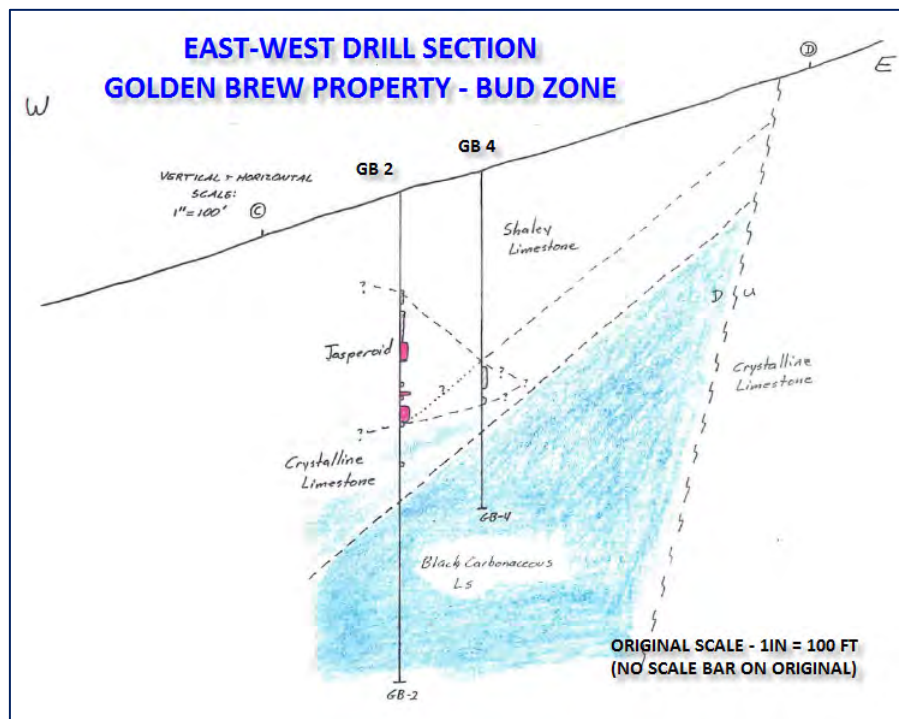 EAST-WEST DRILL SECTION
GOLDEN BREW PROPERTY - BUD ZONE
W
D
E
GB 2
GB 4
VERTICAL + HORIZONTAL
SCALE:
1"=100'
C
Shaley
Limestone
?
D
U
Jasperoid
?
?
?
?
Crystalline
Limestone
?
Crystalline
Limestone
GB-4
Black Carbonaceous
Ls
ORIGINAL SCALE - 1IN = 100 FT
(NO SCALE BAR ON ORIGINAL)
GB-2